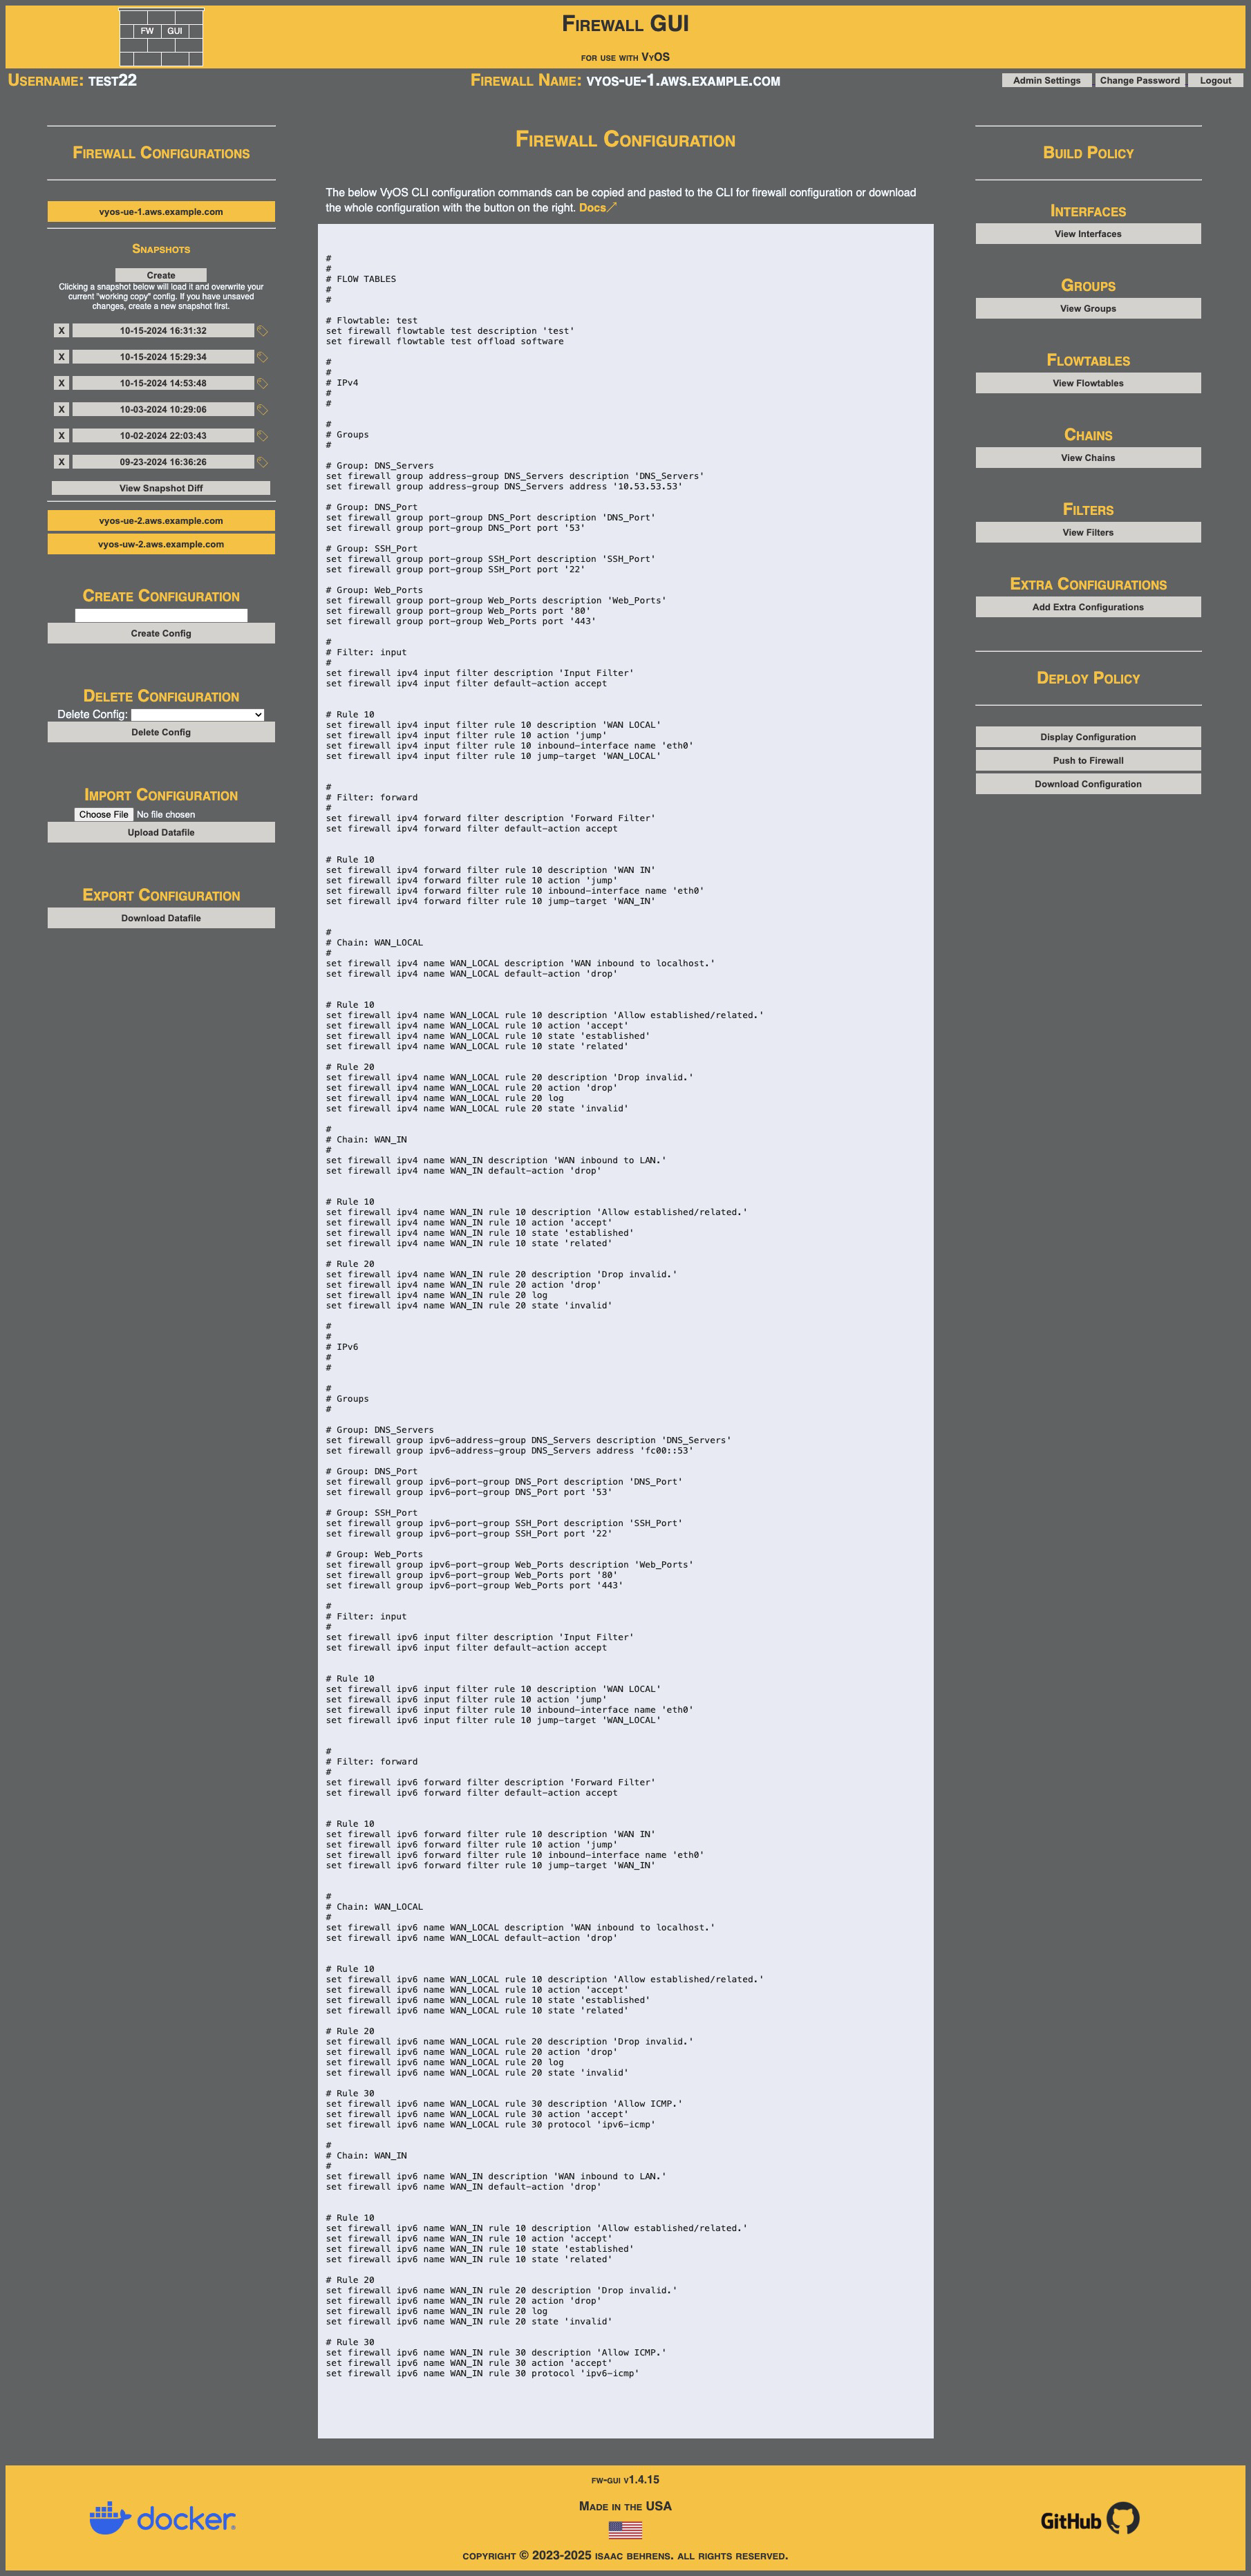 FW GUI
Firewall GUI
for use with VyOS
Username: test22
Firewall Name: vyos-ue-1.aws.example.com
Admin Settings
Change Password
Logout
Firewall Configurations
vyos-ue-1.aws.example.com
Snapshots
Create
Clicking a snapshot below will load it and overwrite your
current "working copy" config. If you have unsaved
changes, create a new snapshot first.
X 10-15-2024 16:31:32
X 10-15-2024 15:29:34
X 10-15-2024 14:53:48
X 10-03-2024 10:29:06
X 10-02-2024 22:03:43
X 09-23-2024 16:36:26
View Snapshot Diff
vyos-ue-2.aws.example.com
vyos-uw-2.aws.example.com
Create Configuration
Create Config
Delete Configuration
Delete Config:
Delete Config
Import Configuration
Choose File No file chosen
Upload Datafile
Export Configuration
Download Datafile
Firewall Configuration
The below VyOS CLI configuration commands can be copied and pasted to the CLI for firewall configuration or download
the whole configuration with the button on the right. Docs
#
#
# FLOW TABLES
#
#
# Flowtable: test
set firewall flowtable test description 'test'
set firewall flowtable test offload software
#
#
# IPv4
#
#
#
# Groups
#
# Group: DNS_Servers
set firewall group address-group DNS_Servers description 'DNS_Servers'
set firewall group address-group DNS_Servers address '10.53.53.53'
# Group: DNS_Port
set firewall group port-group DNS_Port description 'DNS_Port'
set firewall group port-group DNS_Port port '53'
# Group: SSH_Port
set firewall group port-group SSH_Port description 'SSH_Port'
set firewall group port-group SSH_Port port '22'
# Group: Web_Ports
set firewall group port-group Web_Ports description 'Web_Ports'
set firewall group port-group Web_Ports port '80'
set firewall group port-group Web_Ports port '443'
#
# Filter: input
#
set firewall ipv4 input filter description 'Input Filter'
set firewall ipv4 input filter default-action accept
# Rule 10
set firewall ipv4 input filter rule 10 description 'WAN LOCAL'
set firewall ipv4 input filter rule 10 action 'jump'
set firewall ipv4 input filter rule 10 inbound-interface name 'eth0'
set firewall ipv4 input filter rule 10 jump-target 'WAN_LOCAL'
#
# Filter: forward
#
set firewall ipv4 forward filter description 'Forward Filter'
set firewall ipv4 forward filter default-action accept
# Rule 10
set firewall ipv4 forward filter rule 10 description 'WAN IN'
set firewall ipv4 forward filter rule 10 action 'jump'
set firewall ipv4 forward filter rule 10 inbound-interface name 'eth0'
set firewall ipv4 forward filter rule 10 jump-target 'WAN_IN'
#
# Chain: WAN_LOCAL
#
set firewall ipv4 name WAN_LOCAL description 'WAN inbound to localhost.'
set firewall ipv4 name WAN_LOCAL default-action 'drop'
# Rule 10
set firewall ipv4 name WAN_LOCAL rule 10 description 'Allow established/related.'
set firewall ipv4 name WAN_LOCAL rule 10 action 'accept'
set firewall ipv4 name WAN_LOCAL rule 10 state 'established'
set firewall ipv4 name WAN_LOCAL rule 10 state 'related'
# Rule 20
set firewall ipv4 name WAN_LOCAL rule 20 description 'Drop invalid.'
set firewall ipv4 name WAN_LOCAL rule 20 action 'drop'
set firewall ipv4 name WAN_LOCAL rule 20 log
set firewall ipv4 name WAN_LOCAL rule 20 state 'invalid'
#
# Chain: WAN_IN
#
set firewall ipv4 name WAN_IN description 'WAN inbound to LAN.'
set firewall ipv4 name WAN_IN default-action 'drop'
# Rule 10
set firewall ipv4 name WAN_IN rule 10 description 'Allow established/related.'
set firewall ipv4 name WAN_IN rule 10 action 'accept'
set firewall ipv4 name WAN_IN rule 10 state 'established'
set firewall ipv4 name WAN_IN rule 10 state 'related'
# Rule 20
set firewall ipv4 name WAN_IN rule 20 description 'Drop invalid.'
set firewall ipv4 name WAN_IN rule 20 action 'drop'
set firewall ipv4 name WAN_IN rule 20 log
set firewall ipv4 name WAN_IN rule 20 state 'invalid'
#
#
# IPv6
#
#
#
# Groups
#
# Group: DNS_Servers
set firewall group ipv6-address-group DNS_Servers description 'DNS_Servers'
set firewall group ipv6-address-group DNS_Servers address 'fc00::53'
# Group: DNS_Port
set firewall group ipv6-port-group DNS_Port description 'DNS_Port'
set firewall group ipv6-port-group DNS_Port port '53'
# Group: SSH_Port
set firewall group ipv6-port-group SSH_Port description 'SSH_Port'
set firewall group ipv6-port-group SSH_Port port '22'
# Group: Web_Ports
set firewall group ipv6-port-group Web_Ports description 'Web_Ports'
set firewall group ipv6-port-group Web_Ports port '80'
set firewall group ipv6-port-group Web_Ports port '443'
#
# Filter: input
#
set firewall ipv6 input filter description 'Input Filter'
set firewall ipv6 input filter default-action accept
# Rule 10
set firewall ipv6 input filter rule 10 description 'WAN LOCAL'
set firewall ipv6 input filter rule 10 action 'jump'
set firewall ipv6 input filter rule 10 inbound-interface name 'eth0'
set firewall ipv6 input filter rule 10 jump-target 'WAN_LOCAL'
#
# Filter: forward
#
set firewall ipv6 forward filter description 'Forward Filter'
set firewall ipv6 forward filter default-action accept
# Rule 10
set firewall ipv6 forward filter rule 10 description 'WAN IN'
set firewall ipv6 forward filter rule 10 action 'jump'
set firewall ipv6 forward filter rule 10 inbound-interface name 'eth0'
set firewall ipv6 forward filter rule 10 jump-target 'WAN_IN'
#
# Chain: WAN_LOCAL
#
set firewall ipv6 name WAN_LOCAL description 'WAN inbound to localhost.'
set firewall ipv6 name WAN_LOCAL default-action 'drop'
# Rule 10
set firewall ipv6 name WAN_LOCAL rule 10 description 'Allow established/related.'
set firewall ipv6 name WAN_LOCAL rule 10 action 'accept'
set firewall ipv6 name WAN_LOCAL rule 10 state 'established'
set firewall ipv6 name WAN_LOCAL rule 10 state 'related'
# Rule 20
set firewall ipv6 name WAN_LOCAL rule 20 description 'Drop invalid.'
set firewall ipv6 name WAN_LOCAL rule 20 action 'drop'
set firewall ipv6 name WAN_LOCAL rule 20 log
set firewall ipv6 name WAN_LOCAL rule 20 state 'invalid'
# Rule 30
set firewall ipv6 name WAN_LOCAL rule 30 description 'Allow ICMP.'
set firewall ipv6 name WAN_LOCAL rule 30 action 'accept'
set firewall ipv6 name WAN_LOCAL rule 30 protocol 'ipv6-icmp'
#
# Chain: WAN_IN
#
set firewall ipv6 name WAN_IN description 'WAN inbound to LAN.'
set firewall ipv6 name WAN_IN default-action 'drop'
# Rule 10
set firewall ipv6 name WAN_IN rule 10 description 'Allow established/related.'
set firewall ipv6 name WAN_IN rule 10 action 'accept'
set firewall ipv6 name WAN_IN rule 10 state 'established'
set firewall ipv6 name WAN_IN rule 10 state 'related'
# Rule 20
set firewall ipv6 name WAN_IN rule 20 description 'Drop invalid.'
set firewall ipv6 name WAN_IN rule 20 action 'drop'
set firewall ipv6 name WAN_IN rule 20 log
set firewall ipv6 name WAN_IN rule 20 state 'invalid'
# Rule 30
set firewall ipv6 name WAN_IN rule 30 description 'Allow ICMP.'
set firewall ipv6 name WAN_IN rule 30 action 'accept'
set firewall ipv6 name WAN_IN rule 30 protocol 'ipv6-icmp'
Build Policy
Interfaces
View Interfaces
Groups
View Groups
Flowtables
View Flowtables
Chains
View Chains
Filters
View Filters
Extra Configurations
Add Extra Configurations
Deploy Policy
Display Configuration
Push to Firewall
Download Configuration
fw-gui v1.4.15
docker
Made in the USA
GitHub
copyright © 2023-2025 isaac behrens. all rights reserved.